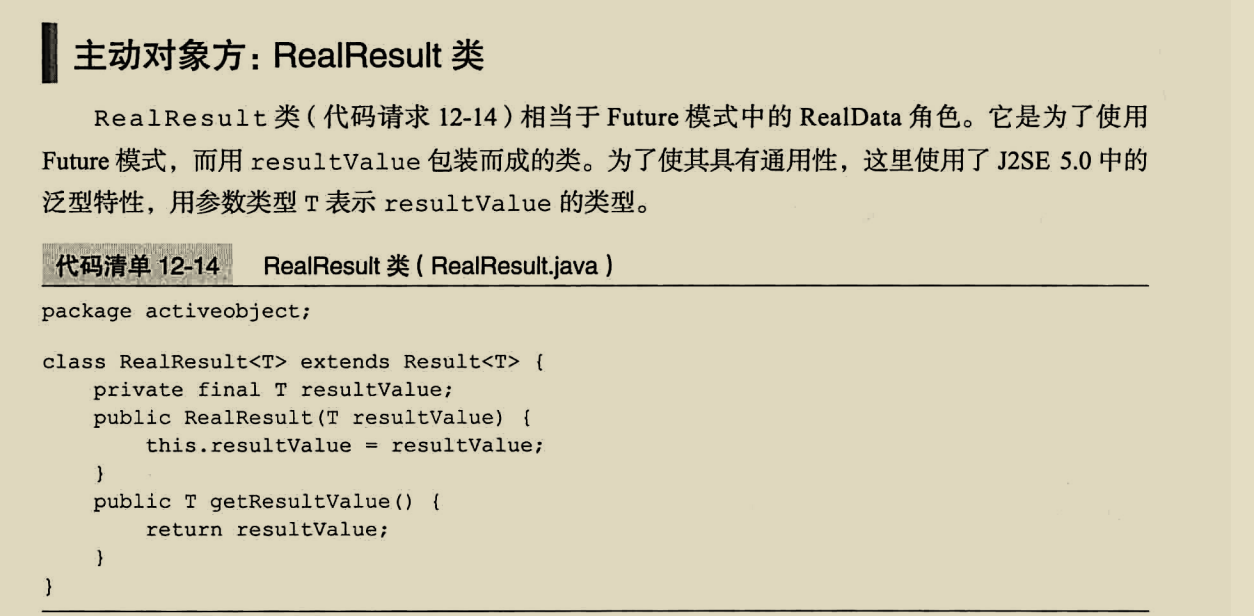 主动对象方：RealResult 类
RealResult 类（代码请求 12-14）相当于 Future 模式中的 RealData 角色。它是为了使用
Future 模式，而用 resultValue 包装而成的类。为了使其具有通用性，这里使用了 J2SE 5.0 中的
泛型特性，用参数类型 T 表示 resultValue 的类型。
代码清单 12-14 RealResult 类（RealResult.java）
package activeobject;
class RealResult<T> extends Result<T> {
    private final T resultValue;
    public RealResult(T resultValue) {
        this.resultValue = resultValue;
    }
    public T getResultValue() {
        return resultValue;
    }
}